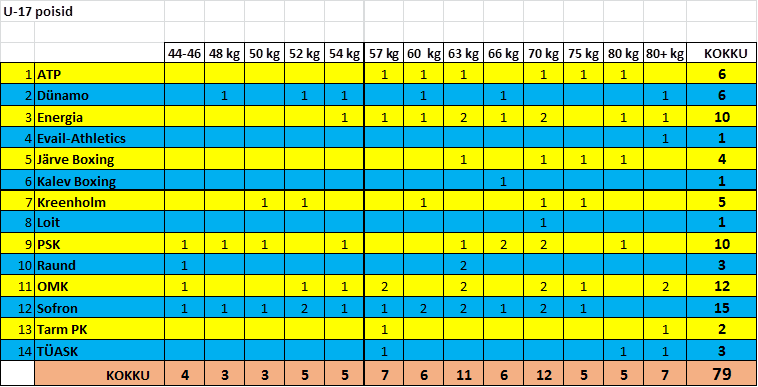 U-17 poisid
44-46 48 kg 50 kg 52 kg 54 kg 57 kg 60 kg 63 kg 66 kg 70 kg 75 kg 80 kg 80+ kg KOKKU
1 ATP 1 1 1 1 1 1 6
2 Dünamo 1 1 1 1 1 1 6
3 Energia 1 1 1 2 1 2 1 1 10
4 Evail-Athletics 1 1
5 Järve Boxing 1 1 1 1 4
6 Kalev Boxing 1 1
7 Kreenholm 1 1 1 1 1 5
8 Loit 1 1
9 PSK 1 1 1 1 1 2 2 1 10
10 Raund 1 2 3
11 OMK 1 1 1 2 2 2 1 2 12
12 Sofron 1 1 1 2 1 1 2 2 1 2 1 15
13 Tarm PK 1 1 2
14 TÜASK 1 1 1 3
KOKKU 4 3 3 5 5 7 6 11 6 12 5 5 7 79